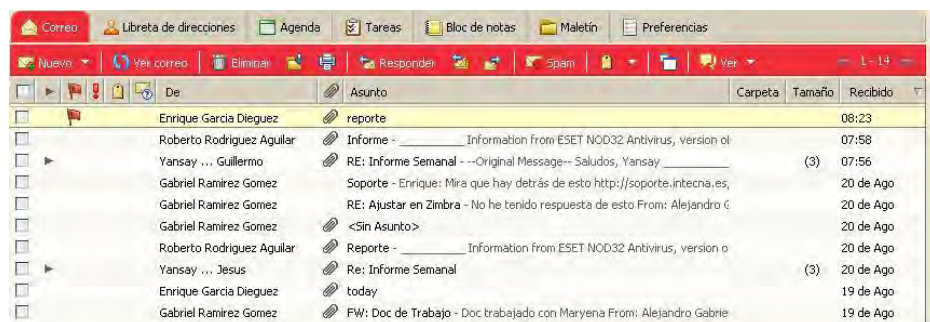 Correo Libreta de direcciones Agenda Tareas Bloc de notas Maletín Preferencias
Nuevo Ver correo Eliminar Responder Spam Ver 1 - 14
De Asunto Carpeta Tamaño Recibido
Enrique Garcia Dieguez reporte 08:23
Roberto Rodriguez Aguilar Informe - __________ Information from ESET NOD32 Antivirus, version ol 07:58
Yansay ... Guillermo RE: Informe Semanal - --Original Message-- Saludos, Yansay __________ (3) 07:56
Gabriel Ramirez Gomez Soporte - Enrique: Mira que hay detrás de esto http://soporte.intecna.es, 20 de Ago
Gabriel Ramirez Gomez RE: Ajustar en Zimbra - No he tenido respuesta de esto From: Alejandro G 20 de Ago
Gabriel Ramirez Gomez <Sin Asunto> 20 de Ago
Roberto Rodriguez Aguilar Reporte - __________ Information from ESET NOD32 Antivirus, version o 20 de Ago
Yansay ... Jesus Re: Informe Semanal (3) 20 de Ago
Enrique Garcia Dieguez today 19 de Ago
Gabriel Ramirez Gomez FW: Doc de Trabajo - Doc trabajado con Maryena From: Alejandro Gabrie 19 de Ago